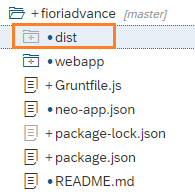 +fioriadvance [master]
• dist
• webapp
+Gruntfile.js
• neo-app.json
+package-lock.json
+package.json
• README.md